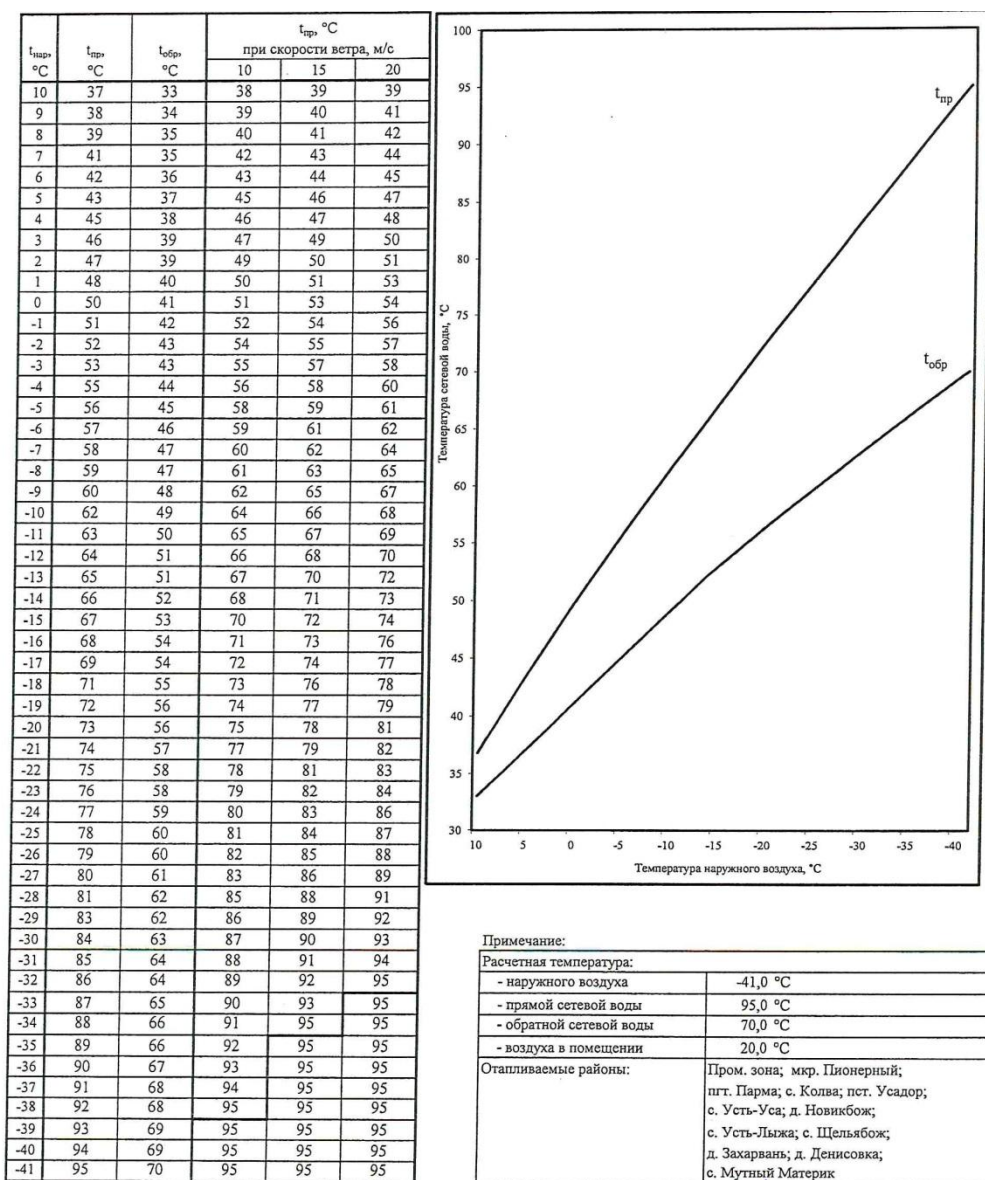 tнар, °C tпр, °C tобр, °C tпр, °C
при скорости ветра, м/с
10 15 20
10 37 33 38 39 39
9 38 34 39 40 41
8 39 35 40 41 42
7 41 35 42 43 44
6 42 36 43 44 45
5 43 37 45 46 47
4 45 38 46 47 48
3 46 39 47 49 50
2 47 39 49 50 51
1 48 40 50 51 53
0 50 41 51 53 54
-1 51 42 52 54 56
-2 52 43 54 55 57
-3 53 43 55 57 58
-4 55 44 56 58 60
-5 56 45 58 59 61
-6 57 46 59 61 62
-7 58 47 60 62 64
-8 59 47 61 63 65
-9 60 48 62 65 67
-10 62 49 64 66 68
-11 63 50 65 67 69
-12 64 51 66 68 70
-13 65 51 67 70 72
-14 66 52 68 71 73
-15 67 53 70 72 74
-16 68 54 71 73 76
-17 69 54 72 74 77
-18 71 55 73 76 78
-19 72 56 74 77 79
-20 73 56 75 78 81
-21 74 57 77 79 82
-22 75 58 78 81 83
-23 76 58 79 82 84
-24 77 59 80 83 86
-25 78 60 81 84 87
-26 79 60 82 85 88
-27 80 61 83 86 89
-28 81 62 85 88 91
-29 83 62 86 89 92
-30 84 63 87 90 93
-31 85 64 88 91 94
-32 86 64 89 92 95
-33 87 65 90 93 95
-34 88 66 91 95 95
-35 89 66 92 95 95
-36 90 67 93 95 95
-37 91 68 94 95 95
-38 92 68 95 95 95
-39 93 69 95 95 95
-40 94 69 95 95 95
-41 95 70 95 95 95
Температура сетевой воды, °C
100
95
90
85
80
75
70
65
60
55
50
45
40
35
30
tпр
tобр
10 5 0 -5 -10 -15 -20 -25 -30 -35 -40
Температура наружного воздуха, °C
Примечание:
Расчетная температура:
- наружного воздуха -41,0 °C
- прямой сетевой воды 95,0 °C
- обратной сетевой воды 70,0 °C
- воздуха в помещении 20,0 °C
Отапливаемые районы: Пром. зона; мкр. Пионерный;
пгт. Парма; с. Колва; пст. Усадор;
с. Усть-Уса; д. Новикбож;
с. Усть-Лыжа; с. Щельябож;
д. Захарвань; д. Денисовка;
с. Мутный Материк